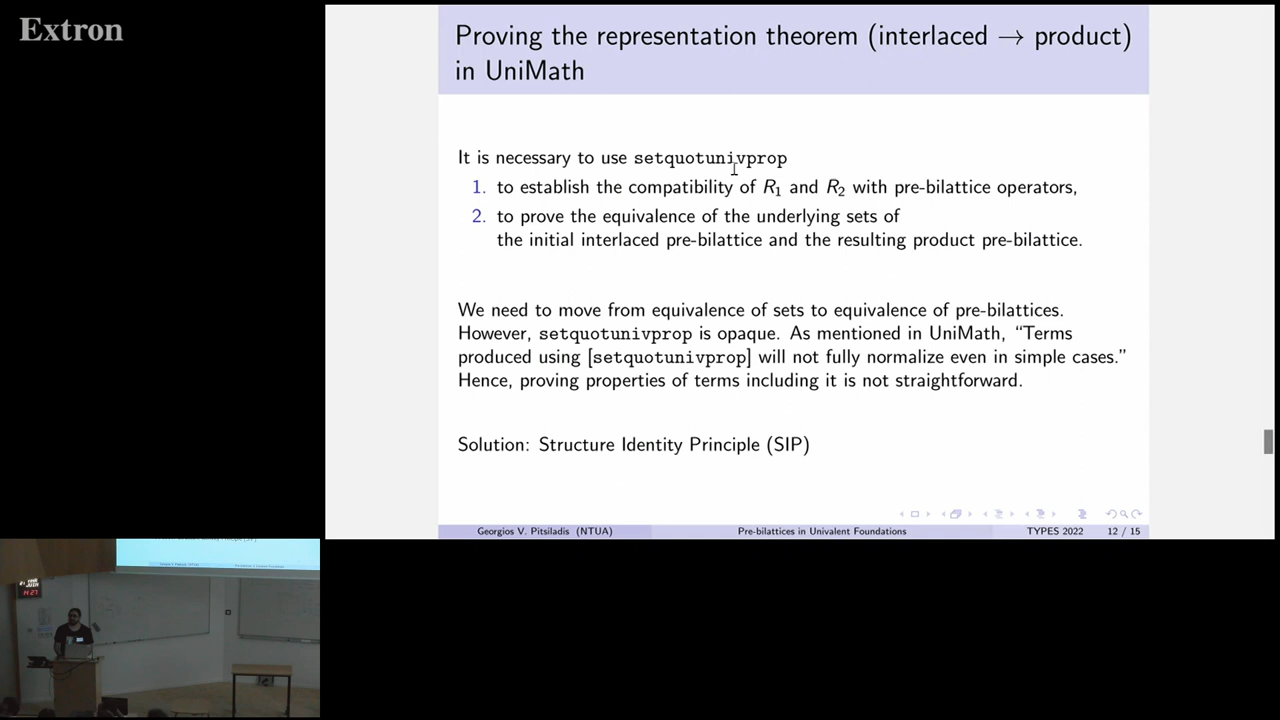 Extron
Proving the representation theorem (interlaced → product)
in UniMath
It is necessary to use setquotunivprop
1. to establish the compatibility of R₁ and R₂ with pre-bilattice operators,
2. to prove the equivalence of the underlying sets of
the initial interlaced pre-bilattice and the resulting product pre-bilattice.
We need to move from equivalence of sets to equivalence of pre-bilattices.
However, setquotunivprop is opaque. As mentioned in UniMath, “Terms
produced using [setquotunivprop] will not fully normalize even in simple cases.”
Hence, proving properties of terms including it is not straightforward.
Solution: Structure Identity Principle (SIP)
Georgios V. Pitsiladis (NTUA) Pre-bilattices in Univalent Foundations TYPES 2022 12 / 15
14:27